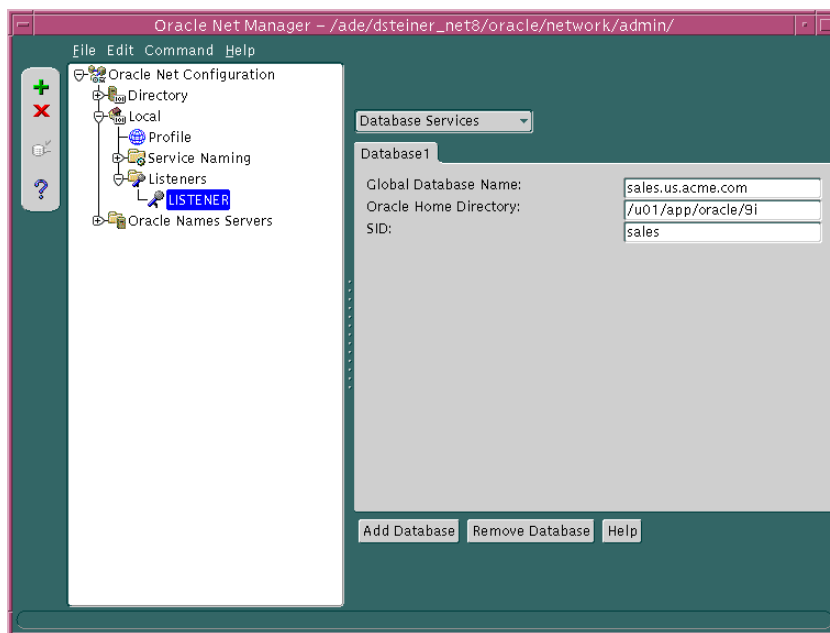 Oracle Net Manager – /ade/dsteiner_net8/oracle/network/admin/
File Edit Command Help
Oracle Net Configuration
Directory
Local
Profile
Service Naming
Listeners
LISTENER
Oracle Names Servers
Database Services
Database1
Global Database Name: sales.us.acme.com
Oracle Home Directory: /u01/app/oracle/9i
SID: sales
Add Database Remove Database Help